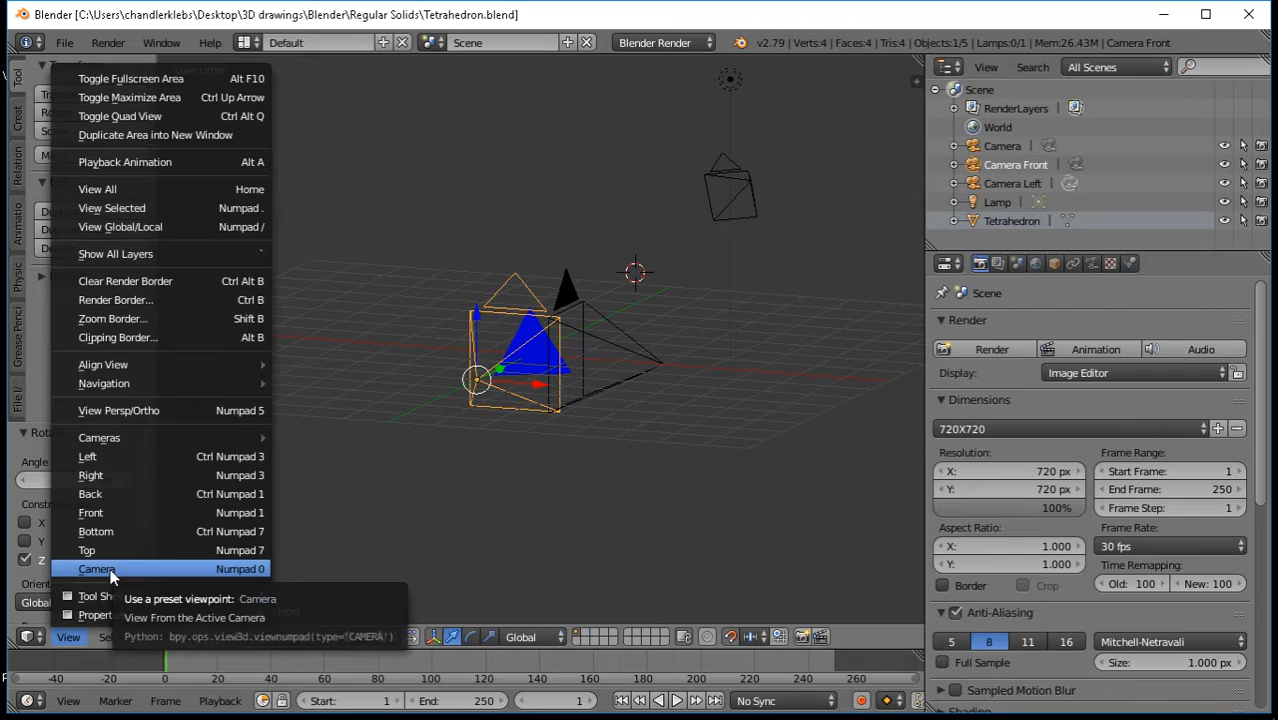 Blender [C:\Users\chandlerklebs\Desktop\3D drawings\Blender\Regular Solids\Tetrahedron.blend]
File Render Window Help Default Scene Blender Render v2.79 | Verts:4 | Faces:4 | Tris:4 | Objects:1/5 | Lamps:0/1 | Mem:26.43M | Camera Front
Toggle Fullscreen Area Alt F10
Toggle Maximize Area Ctrl Up Arrow
Toggle Quad View Ctrl Alt Q
Duplicate Area into New Window
Playback Animation Alt A
View All Home
View Selected Numpad .
View Global/Local Numpad /
Show All Layers `
Clear Render Border Ctrl Alt B
Render Border... Ctrl B
Zoom Border... Shift B
Clipping Border... Alt B
Align View
Navigation
View Persp/Ortho Numpad 5
Cameras
Left Ctrl Numpad 3
Right Numpad 3
Back Ctrl Numpad 1
Front Numpad 1
Bottom Ctrl Numpad 7
Top Numpad 7
Camera Numpad 0
Tool
Propert
Use a preset viewpoint: Camera
View From the Active Camera
Python: bpy.ops.view3d.viewnumpad(type='CAMERA')
Tool
Creat
Relation
Animatio
Physic
Grease Penci
File/
Angle
X
Y
Z
Global
View Global
View Search All Scenes
Scene
RenderLayers
World
Camera
Camera Front
Camera Left
Lamp
Tetrahedron
Scene
Render
Render Animation Audio
Display: Image Editor
Dimensions
720X720
Resolution: Frame Range:
X: 720 px Start Frame: 1
Y: 720 px End Frame: 250
100% Frame Step: 1
Aspect Ratio: Frame Rate:
X: 1.000 30 fps
Y: 1.000 Time Remapping:
Border Crop Old: 100 New: 100
Anti-Aliasing
5 8 11 16 Mitchell-Netravali
Full Sample Size: 1.000 px
Sampled Motion Blur
-40 -20 0 20 40 60 80 100 120 140 160 180 200 220 240 260
View Marker Frame Playback Start: 1 End: 250 1 No Sync